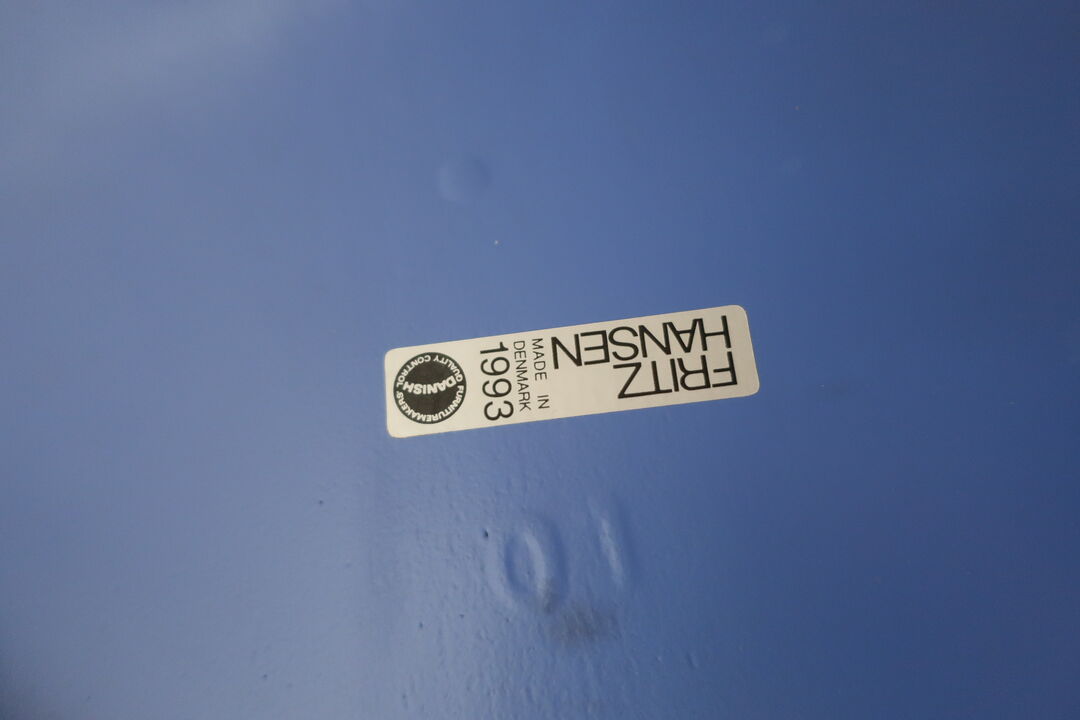 FRITZ
HANSEN
MADE IN
DENMARK
1993
DANISH
FURNITUREMAKERS'
QUALITY CONTROL